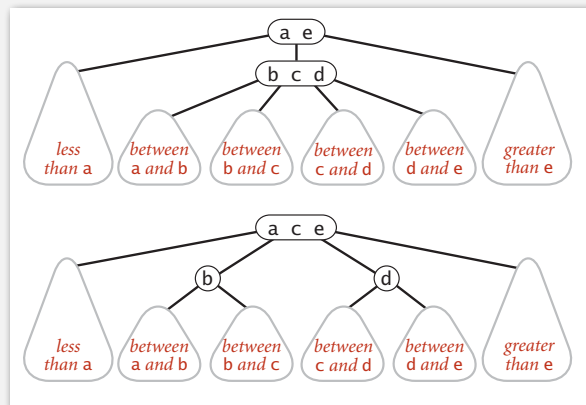 a e
b c d
less between between between between greater
than a a and b b and c c and d d and e than e
a c e
b d
less between between between between greater
than a a and b b and c c and d d and e than e